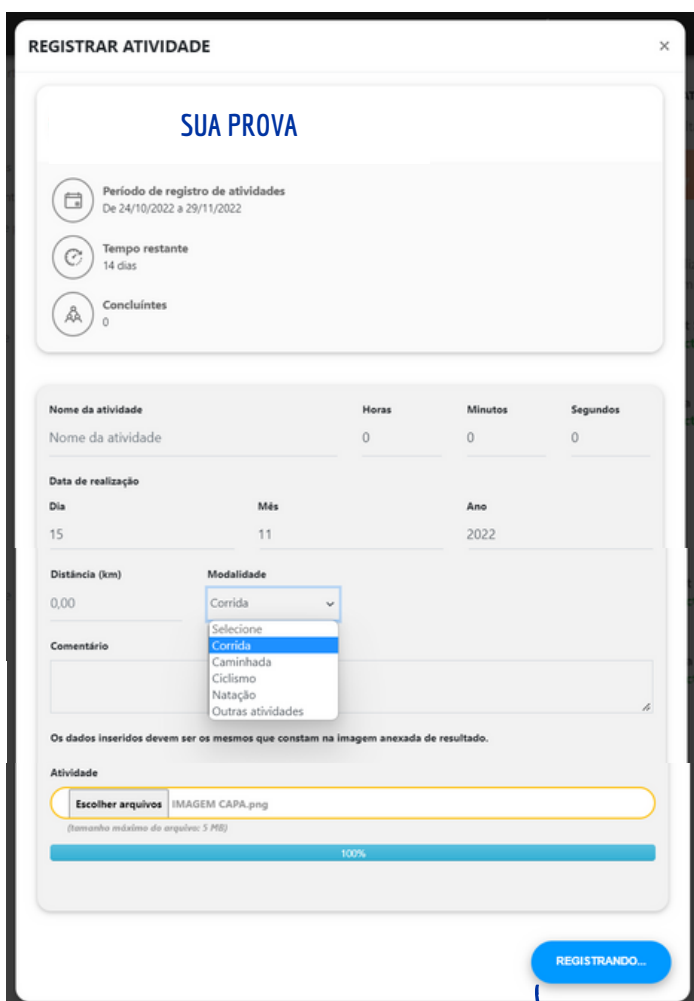 REGISTRAR ATIVIDADE ×
SUA PROVA
Período de registro de atividades
De 24/10/2022 a 29/11/2022
Tempo restante
14 dias
Concluíntes
0
Nome da atividade Horas Minutos Segundos
Nome da atividade 0 0 0
Data de realização
Dia Mês Ano
15 11 2022
Distância (km) Modalidade
0,00 Corrida
Selecione
Corrida
Caminhada
Ciclismo
Natação
Outras atividades
Comentário
Os dados inseridos devem ser os mesmos que constam na imagem anexada de resultado.
Atividade
Escolher arquivos IMAGEM CAPA.png
(tamanho máximo do arquivo: 5 MB)
100%
REGISTRANDO...